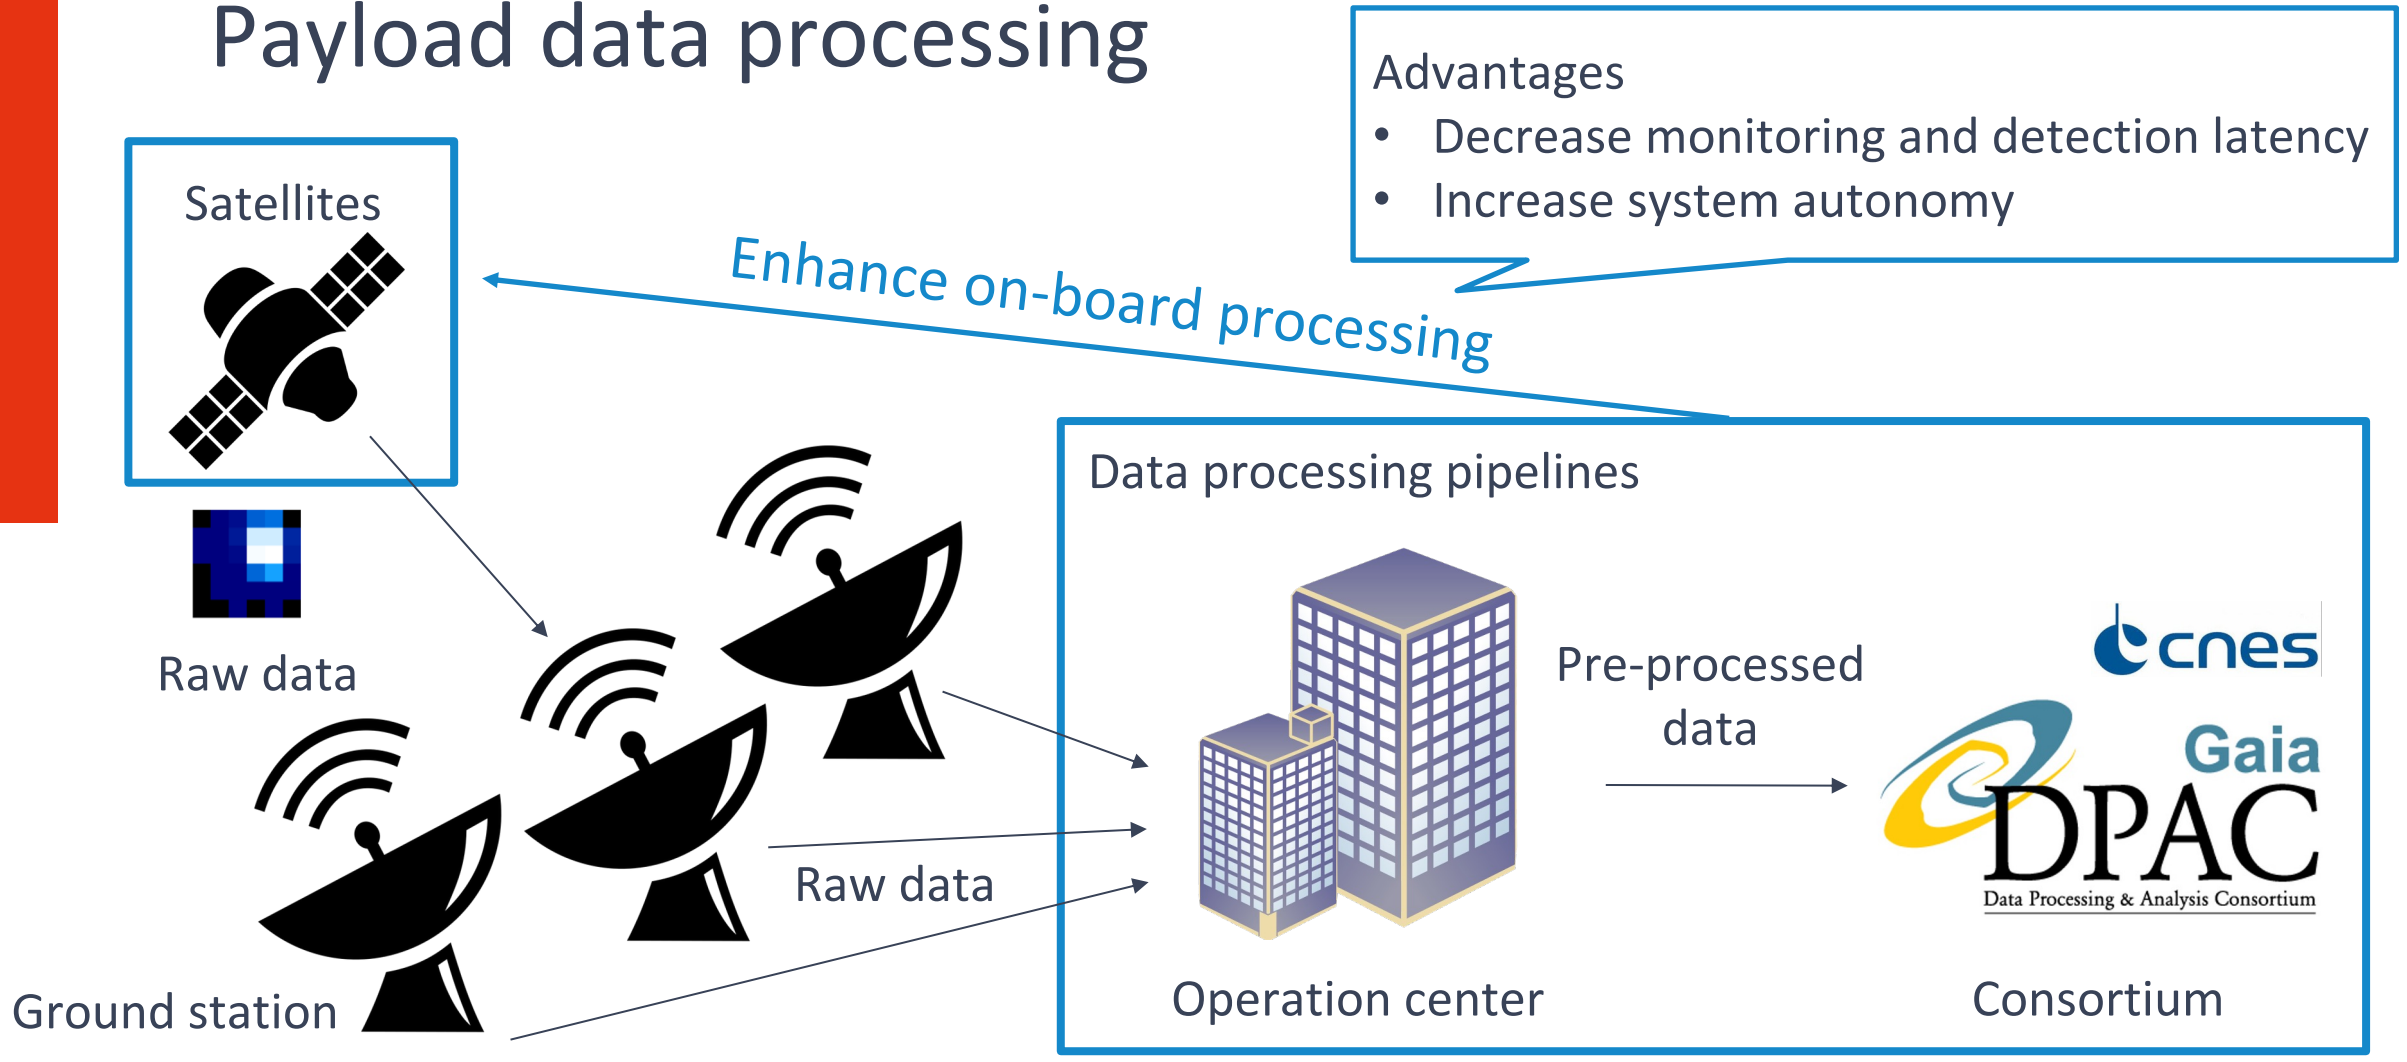 Payload data processing
Advantages
• Decrease monitoring and detection latency
• Increase system autonomy
Satellites
Enhance on-board processing
Data processing pipelines
Raw data
Pre-processed
data
cnes
Gaia
DPAC
Data Processing & Analysis Consortium
Raw data
Ground station
Operation center
Consortium